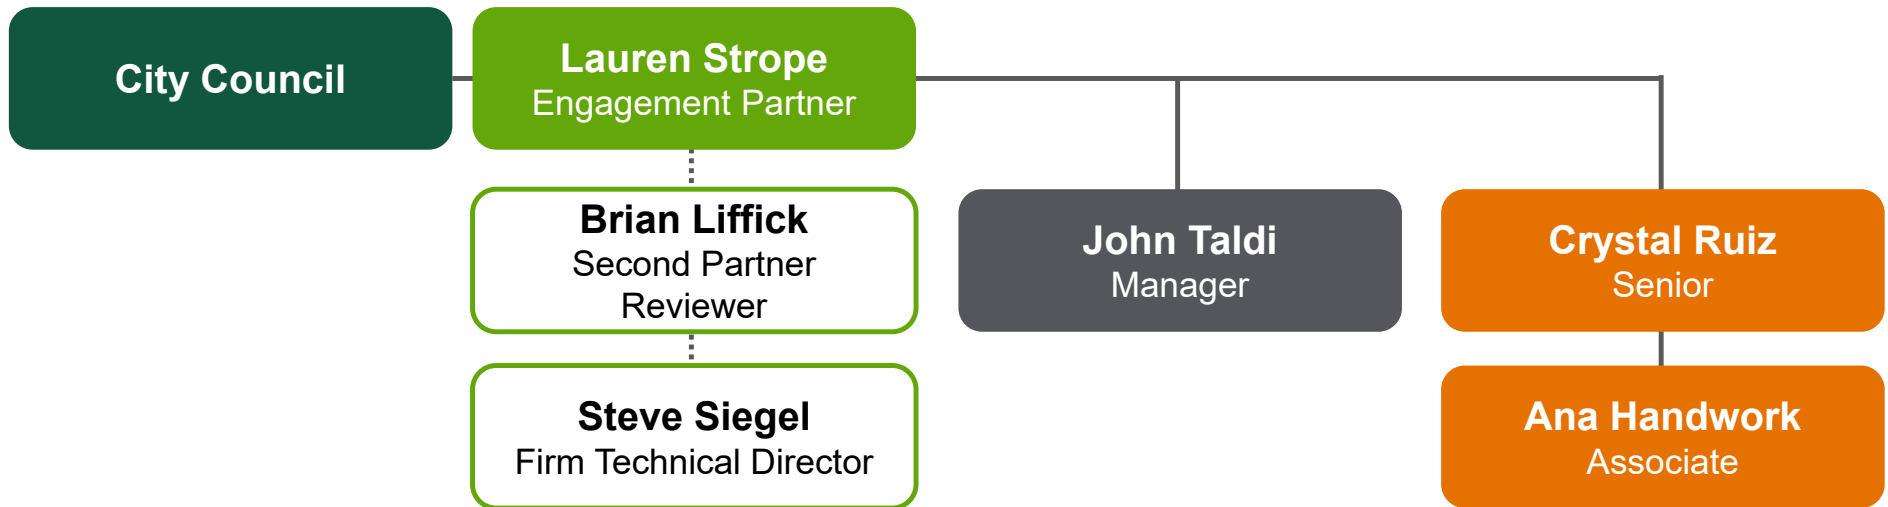 City Council
Lauren Strope
Engagement Partner
Brian Liffick
Second Partner
Reviewer
John Taldi
Manager
Crystal Ruiz
Senior
Steve Siegel
Firm Technical Director
Ana Handwork
Associate